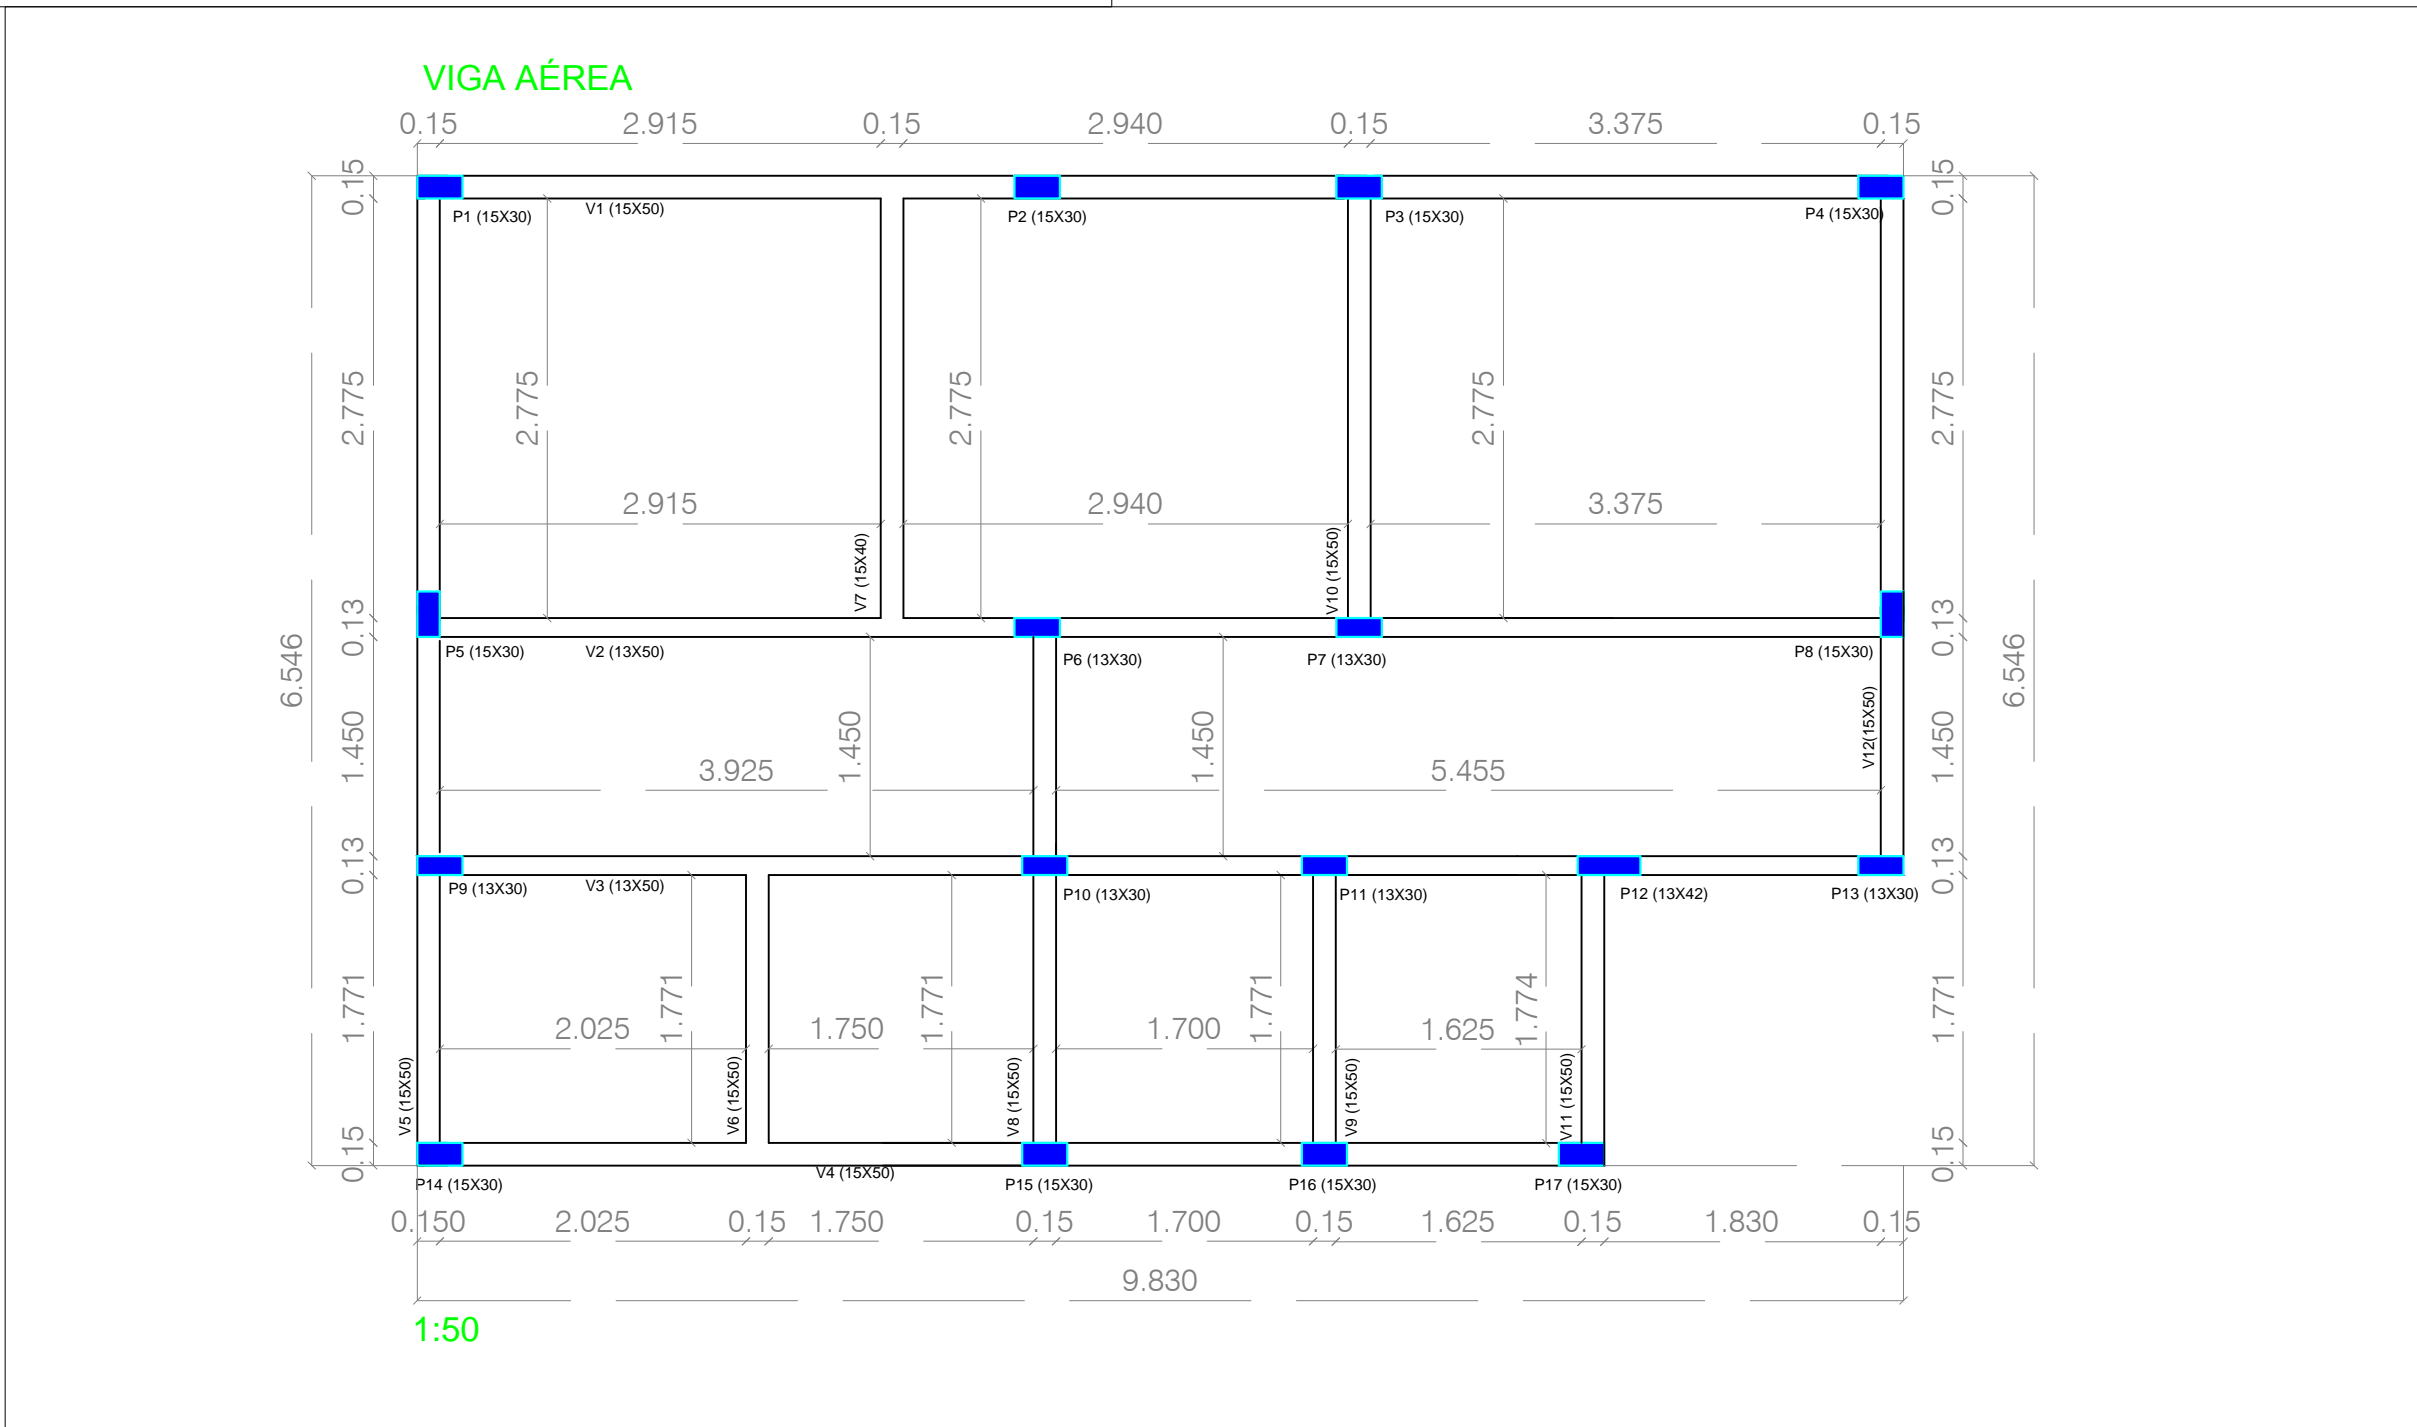 VIGA AÉREA
0.15 2.915 0.15 2.940 0.15 3.375 0.15
0.15 0.15
P1 (15X30) V1 (15X50) P2 (15X30) P3 (15X30) P4 (15X30)
2.775 2.775 2.775 2.775 2.775
2.915 2.940 3.375
V7 (15X40) V10 (15X50)
0.13 0.13
P5 (15X30) V2 (13X50) P6 (13X30) P7 (13X30) P8 (15X30)
6.546 6.546
V12(15X50)
1.450 1.450 1.450 1.450
3.925 5.455
0.13 0.13
P9 (13X30) V3 (13X50) P10 (13X30) P11 (13X30) P12 (13X42) P13 (13X30)
1.771 1.771 1.771 1.771 1.774 1.771
2.025 1.750 1.700 1.625
V5 (15X50) V6 (15X50) V8 (15X50) V9 (15X50) V11 (15X50)
0.15 0.15
V4 (15X50)
P14 (15X30) P15 (15X30) P16 (15X30) P17 (15X30)
0.150 2.025 0.15 1.750 0.15 1.700 0.15 1.625 0.15 1.830 0.15
9.830
1:50